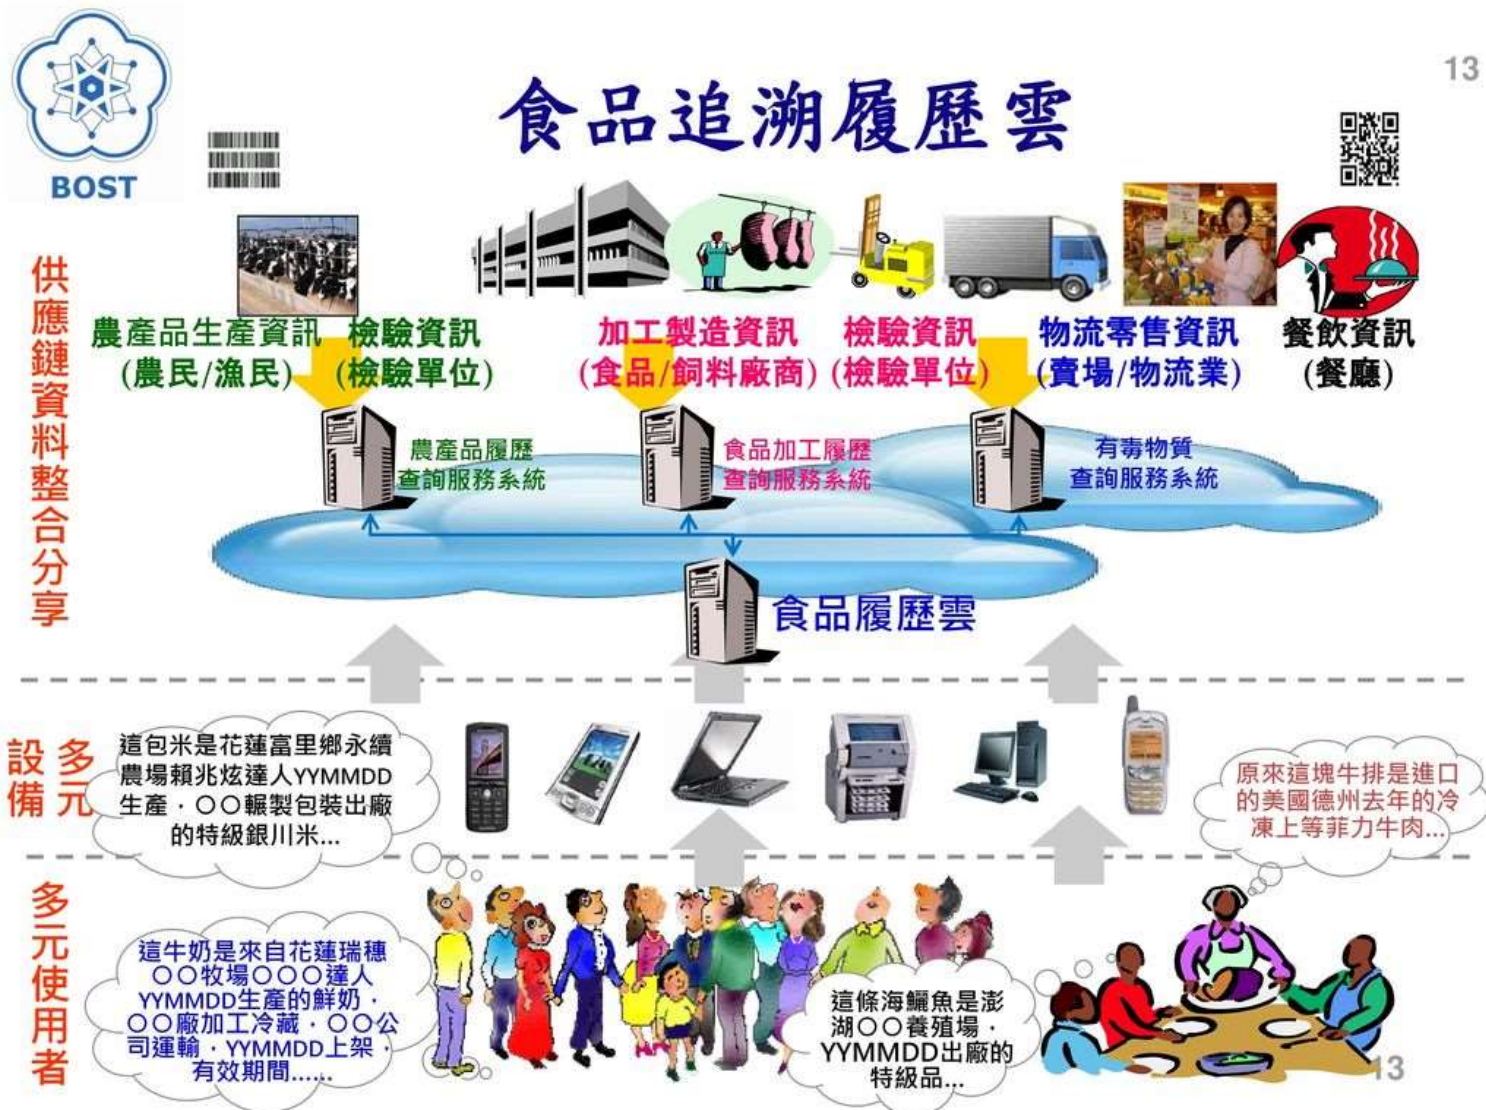 13
食品追溯履歷雲
BOST
供應鏈資料整合分享
農產品生產資訊
(農民/漁民)
檢驗資訊
(檢驗單位)
加工製造資訊
(食品/飼料廠商)
檢驗資訊
(檢驗單位)
物流零售資訊
(賣場/物流業)
餐飲資訊
(餐廳)
農產品履歷
查詢服務系統
食品加工履歷
查詢服務系統
有毒物質
查詢服務系統
食品履歷雲
多元
設備
這包米是花蓮富里鄉永續
農場賴兆炫達人YYMMDD
生產，○○輾製包裝出廠
的特級銀川米...
原來這塊牛排是進口
的美國德州去年的冷
凍上等菲力牛肉...
多元使用者
這牛奶是來自花蓮瑞穗
○○牧場○○○達人
YYMMDD生產的鮮奶，
○○廠加工冷藏，○○公
司運輸，YYMMDD上架，
有效期間......
這條海鱺魚是澎
湖○○養殖場，
YYMMDD出廠的
特級品...
13